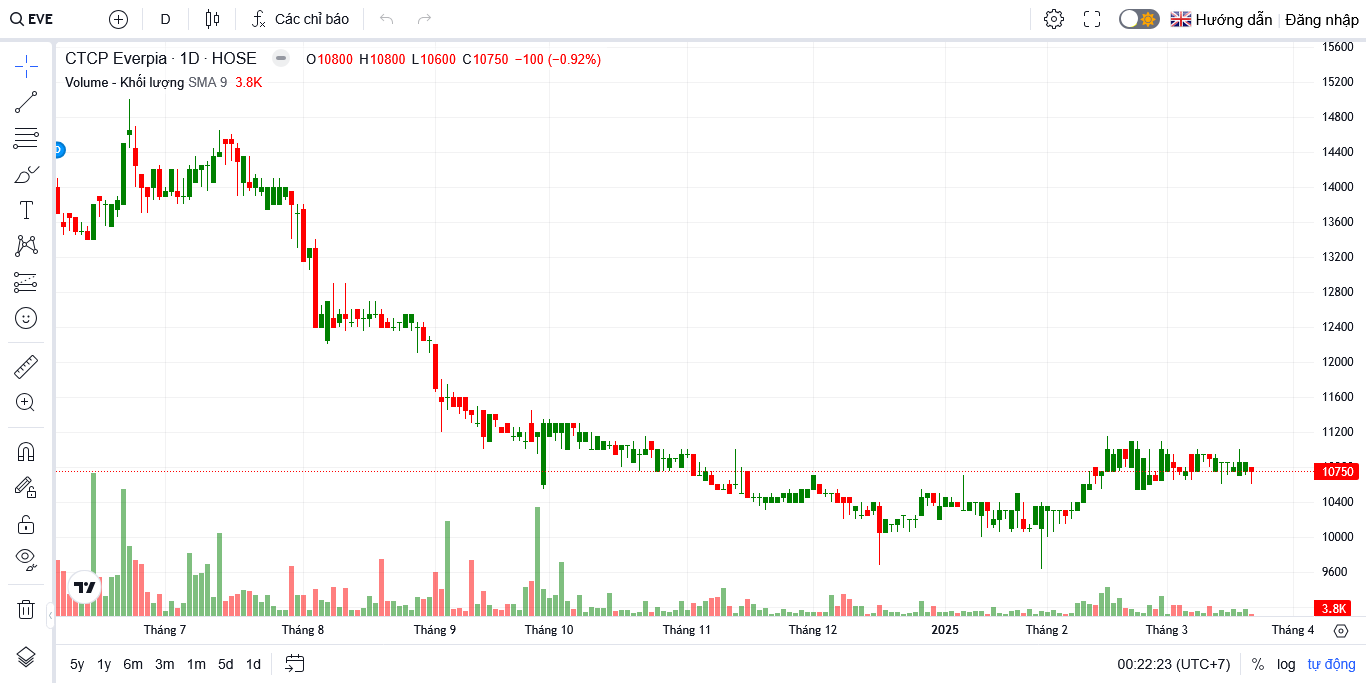 EVE D Các chỉ báo Hướng dẫn Đăng nhập
CTCP Everpia · 1D · HOSE O10800 H10800 L10600 C10750 −100 (−0.92%)
Volume - Khối lượng SMA 9 3.8K
15600
15200
14800
14400
14000
13600
13200
12800
12400
12000
11600
11200
10750
10400
10000
9600
3.8K
Tháng 7 Tháng 8 Tháng 9 Tháng 10 Tháng 11 Tháng 12 2025 Tháng 2 Tháng 3 Tháng 4
5y 1y 6m 3m 1m 5d 1d 00:22:23 (UTC+7) % log tự động